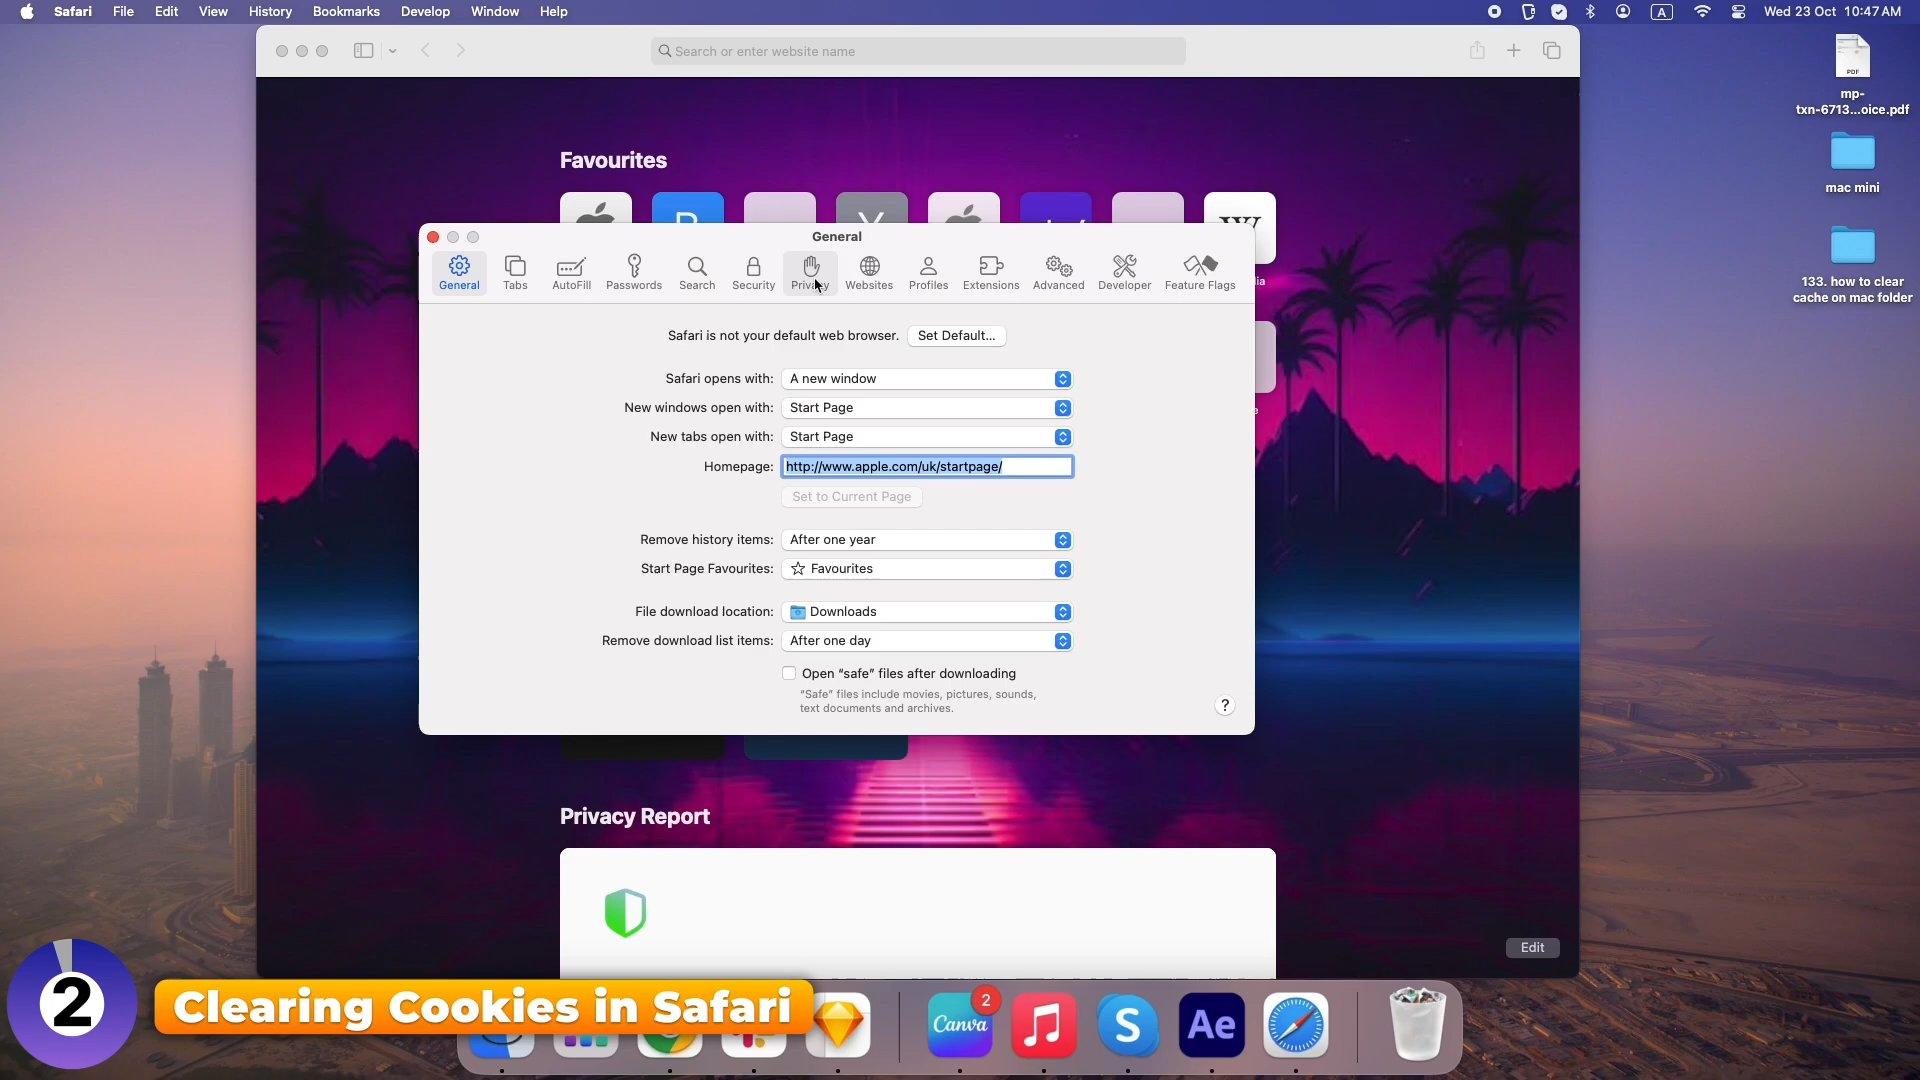 Safari File Edit View History Bookmarks Develop Window Help
A
Wed 23 Oct 10:47 AM
Search or enter website name
PDF
mp-
txn-6713...oice.pdf
mac mini
133. how to clear
cache on mac folder
Favourites
W
General
General Tabs AutoFill Passwords Search Security Privacy Websites Profiles Extensions Advanced Developer Feature Flags
Safari is not your default web browser. Set Default...
Safari opens with: A new window
New windows open with: Start Page
New tabs open with: Start Page
Homepage: http://www.apple.com/uk/startpage/
Set to Current Page
Remove history items: After one year
Start Page Favourites: Favourites
File download location: Downloads
Remove download list items: After one day
Open “safe” files after downloading
“Safe” files include movies, pictures, sounds,
text documents and archives.
?
Privacy Report
Edit
2
Clearing Cookies in Safari
Canva
2
S
Ae